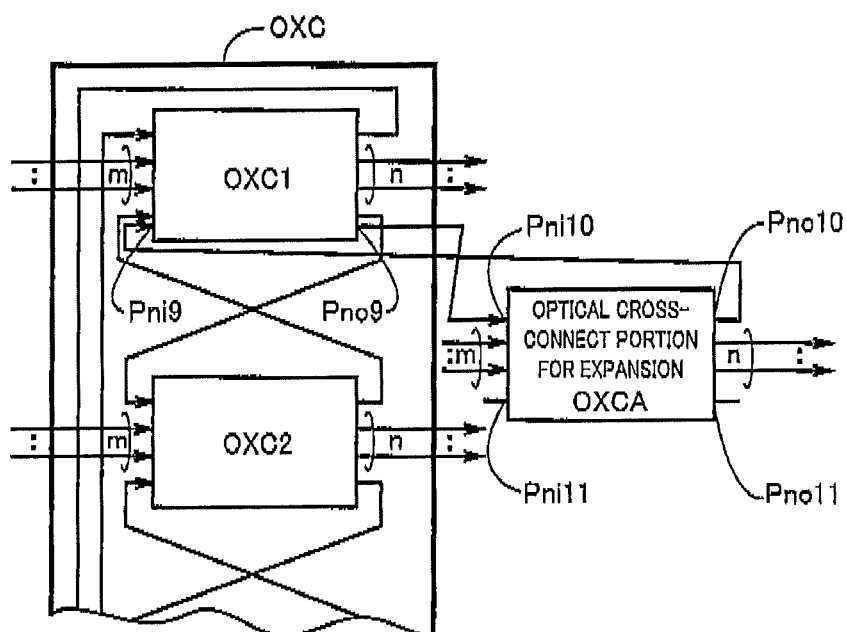 OXC
m
OXC1
n
:
:
Pni9
Pno9
Pni10
Pno10
OPTICAL CROSS-
CONNECT PORTION
FOR EXPANSION
OXCA
:m
n
:
m
OXC2
n
:
:
Pni11
Pno11